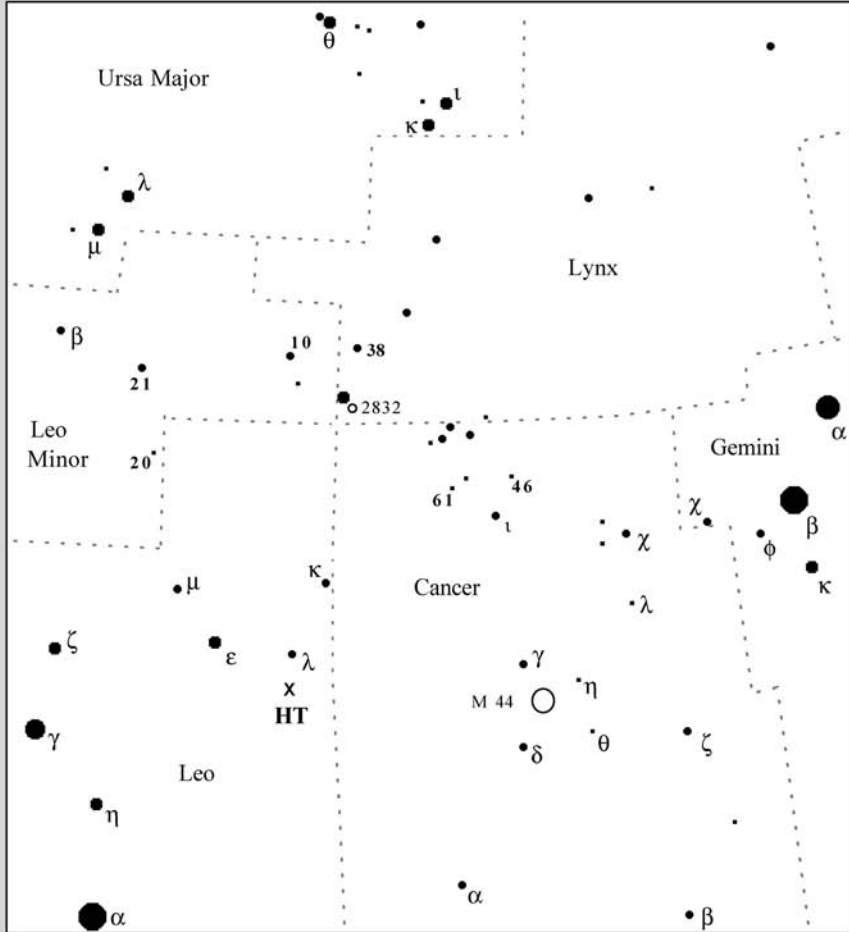 θ
Ursa Major
ι
κ
λ
μ
Lynx
β
10
38
21
2832
α
Leo
Minor
Gemini
20
61
46
ι
χ
χ
β
φ
κ
μ
κ
Cancer
λ
ζ
ε
λ
γ
η
M 44
HT
γ
δ
θ
ζ
Leo
η
α
α
β